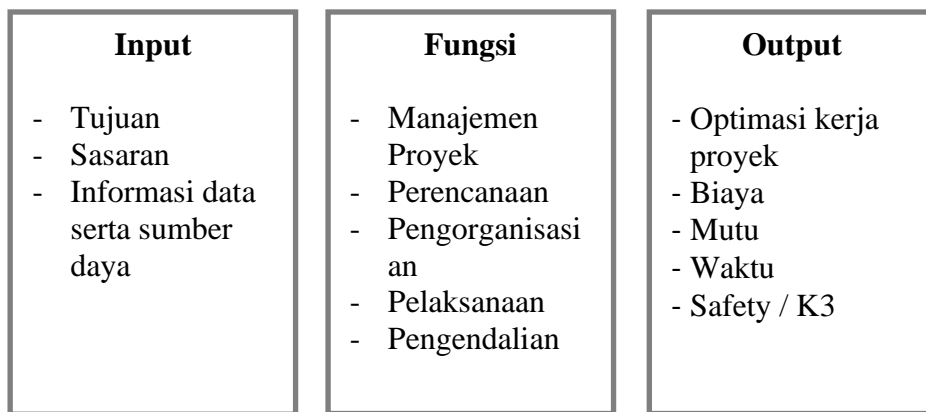 Input
- Tujuan
- Sasaran
- Informasi data
serta sumber
daya
Fungsi
- Manajemen
Proyek
- Perencanaan
- Pengorganisasi
an
- Pelaksanaan
- Pengendalian
Output
- Optimasi kerja
proyek
- Biaya
- Mutu
- Waktu
- Safety / K3